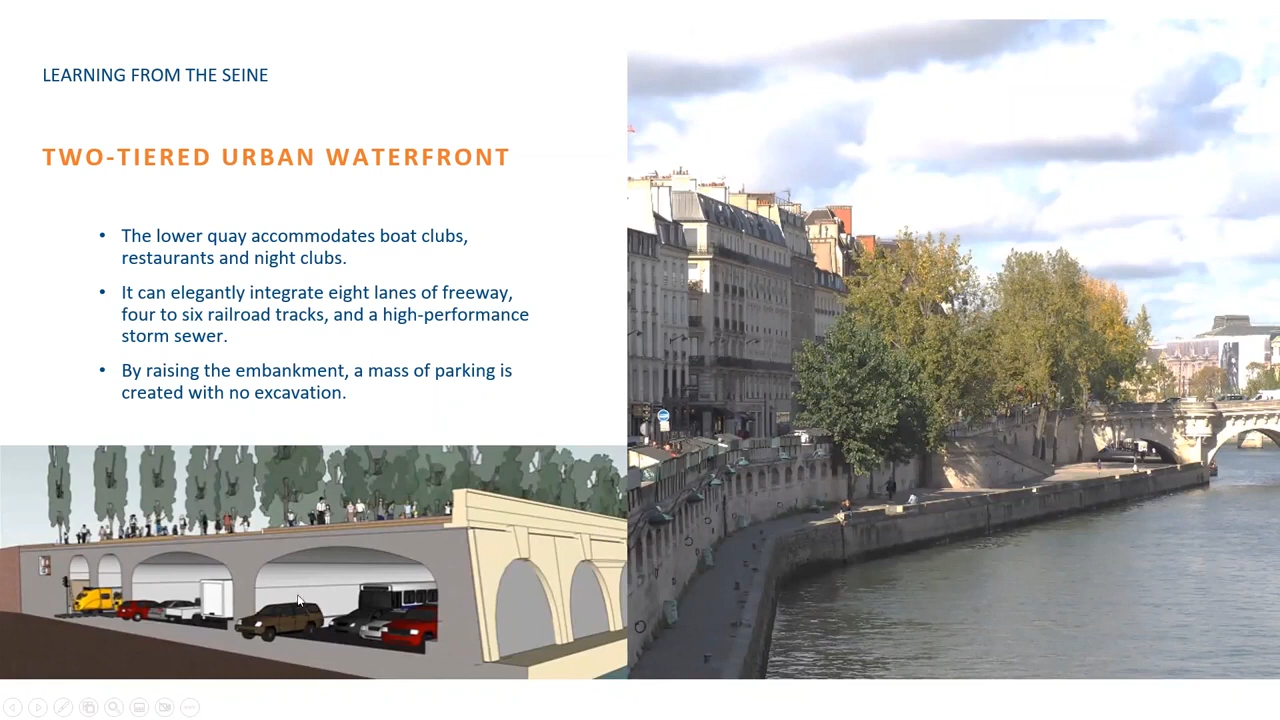 LEARNING FROM THE SEINE
TWO-TIERED URBAN WATERFRONT
• The lower quay accommodates boat clubs,
restaurants and night clubs.
• It can elegantly integrate eight lanes of freeway,
four to six railroad tracks, and a high-performance
storm sewer.
• By raising the embankment, a mass of parking is
created with no excavation.